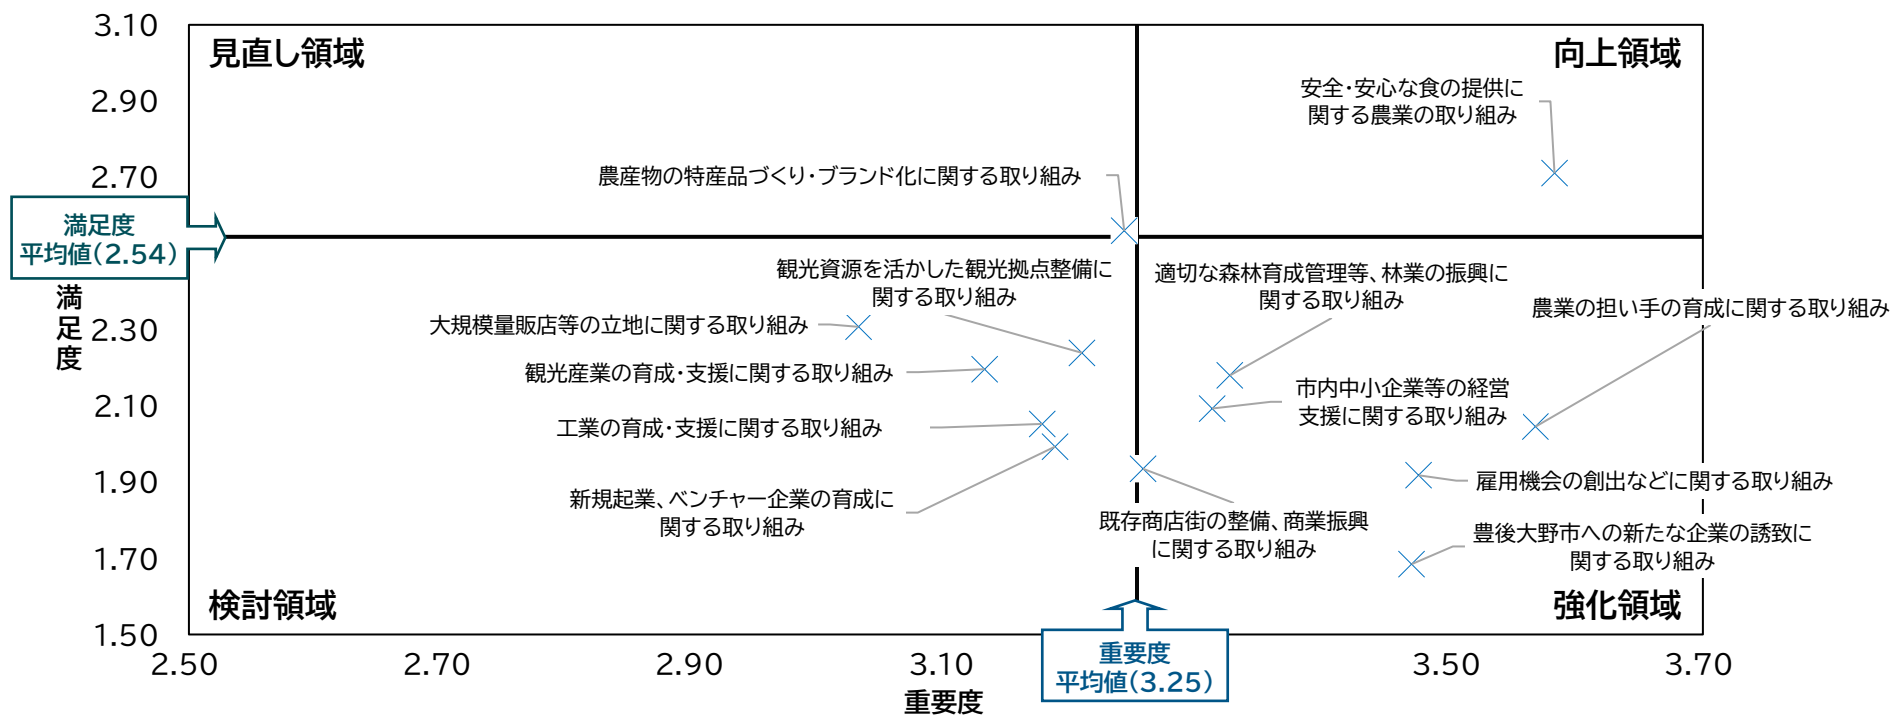 3.10
2.90
2.70
2.30
2.10
1.90
1.70
1.50
満足度
満足度
平均値(2.54)
見直し領域
向上領域
安全・安心な食の提供に
関する農業の取り組み
農産物の特産品づくり・ブランド化に関する取り組み
観光資源を活かした観光拠点整備に
関する取り組み
適切な森林育成管理等、林業の振興に
関する取り組み
農業の担い手の育成に関する取り組み
大規模量販店等の立地に関する取り組み
観光産業の育成・支援に関する取り組み
市内中小企業等の経営
支援に関する取り組み
工業の育成・支援に関する取り組み
新規起業、ベンチャー企業の育成に
関する取り組み
雇用機会の創出などに関する取り組み
既存商店街の整備、商業振興
に関する取り組み
豊後大野市への新たな企業の誘致に
関する取り組み
検討領域
強化領域
2.50
2.70
2.90
3.10
3.50
3.70
重要度
平均値(3.25)
重要度